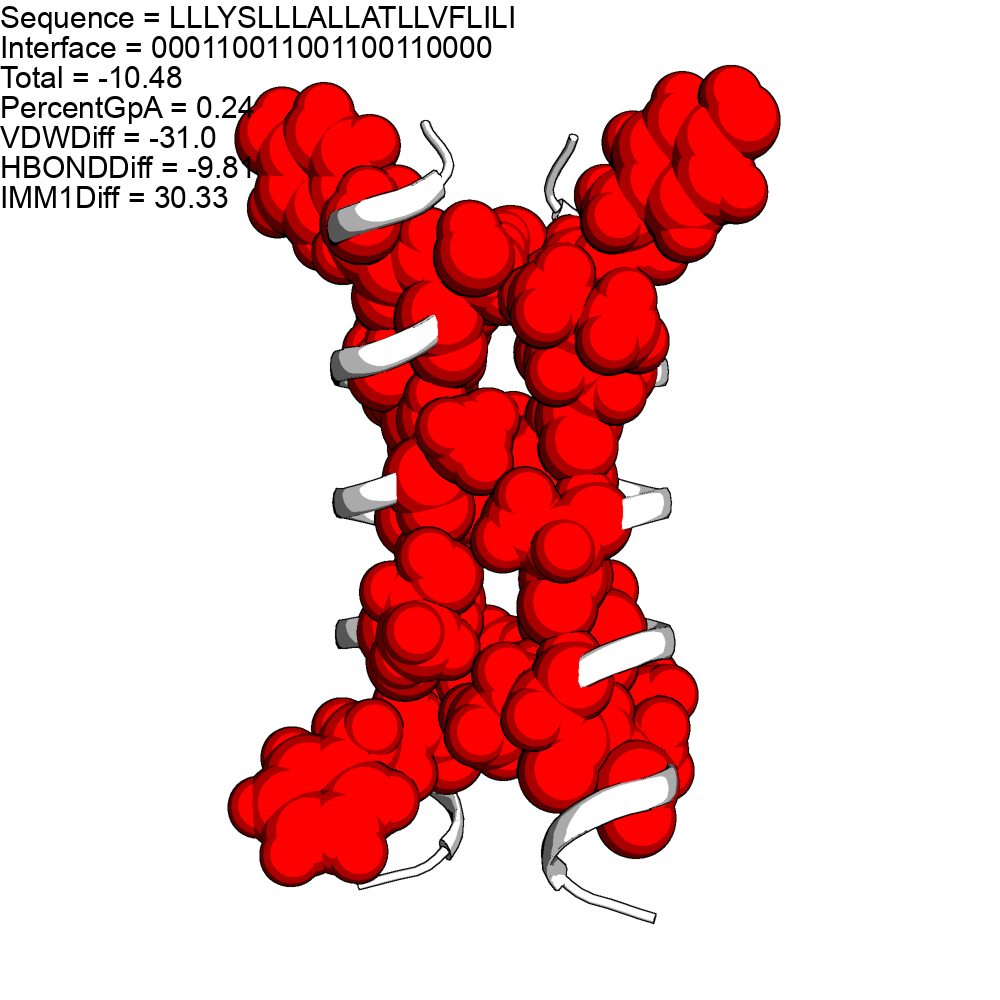 Sequence = LLLYSLLLALLATLLVFLILI
Interface = 000110011001100110000
Total = -10.48
PercentGpA = 0.24
VDWDiff = -31.0
HBONDDiff = -9.81
IMM1Diff = 30.33